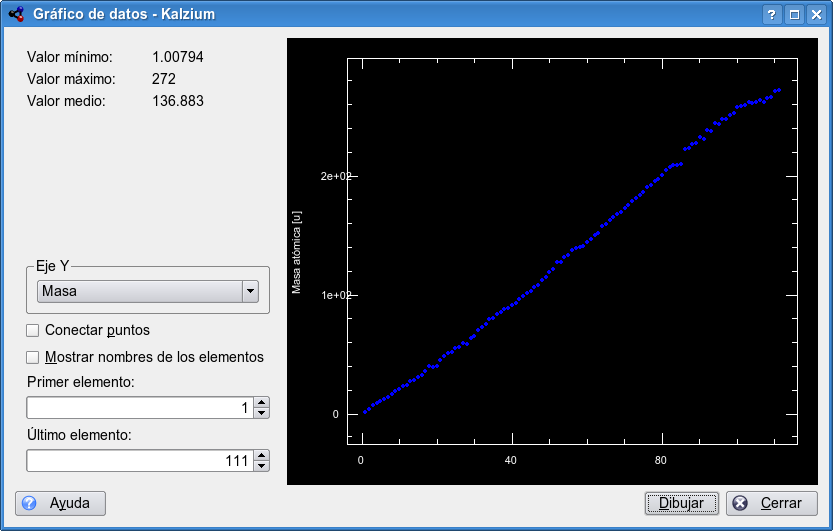 Gráfico de datos - Kalzium
Valor mínimo: 1.00794
Valor máximo: 272
Valor medio: 136.883
Eje Y
Masa
Conectar puntos
Mostrar nombres de los elementos
Primer elemento:
1
Último elemento:
111
Masa atómica [u]
2e+02
1e+02
0
0 40 80
Ayuda
Dibujar
Cerrar